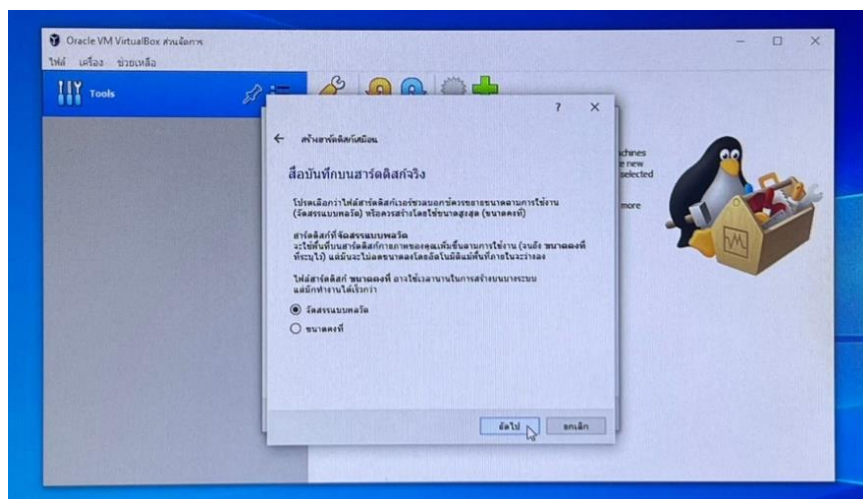 Oracle VM VirtualBox ส่วนจัดการ
ไฟล์ เครื่อง ช่วยเหลือ
Tools
สร้างฮาร์ดดิสก์เสมือน
สื่อบันทึกบนฮาร์ดดิสก์จริง
โปรดเลือกว่าไฟล์ฮาร์ดดิสก์เวอร์ชวลบอกซ์ควรขยายขนาดตามการใช้งาน
(จัดสรรแบบพลวัต) หรือควรสร้างโดยใช้ขนาดสูงสุด (ขนาดคงที่)
ฮาร์ดดิสก์ที่จัดสรรแบบพลวัต
จะใช้พื้นที่บนฮาร์ดดิสก์กายภาพของคุณเพิ่มขึ้นตามการใช้งาน (จนถึง ขนาดคงที่
ที่ระบุไว้) แต่มันจะไม่ลดขนาดลงโดยอัตโนมัติแม้พื้นที่ภายในจะว่างลง
ไฟล์ฮาร์ดดิสก์ ขนาดคงที่ อาจใช้เวลานานในการสร้างบนบางระบบ
แต่มักทำงานได้เร็วกว่า
จัดสรรแบบพลวัต
ขนาดคงที่
ถัดไป ยกเลิก
chines
e new
selected
more